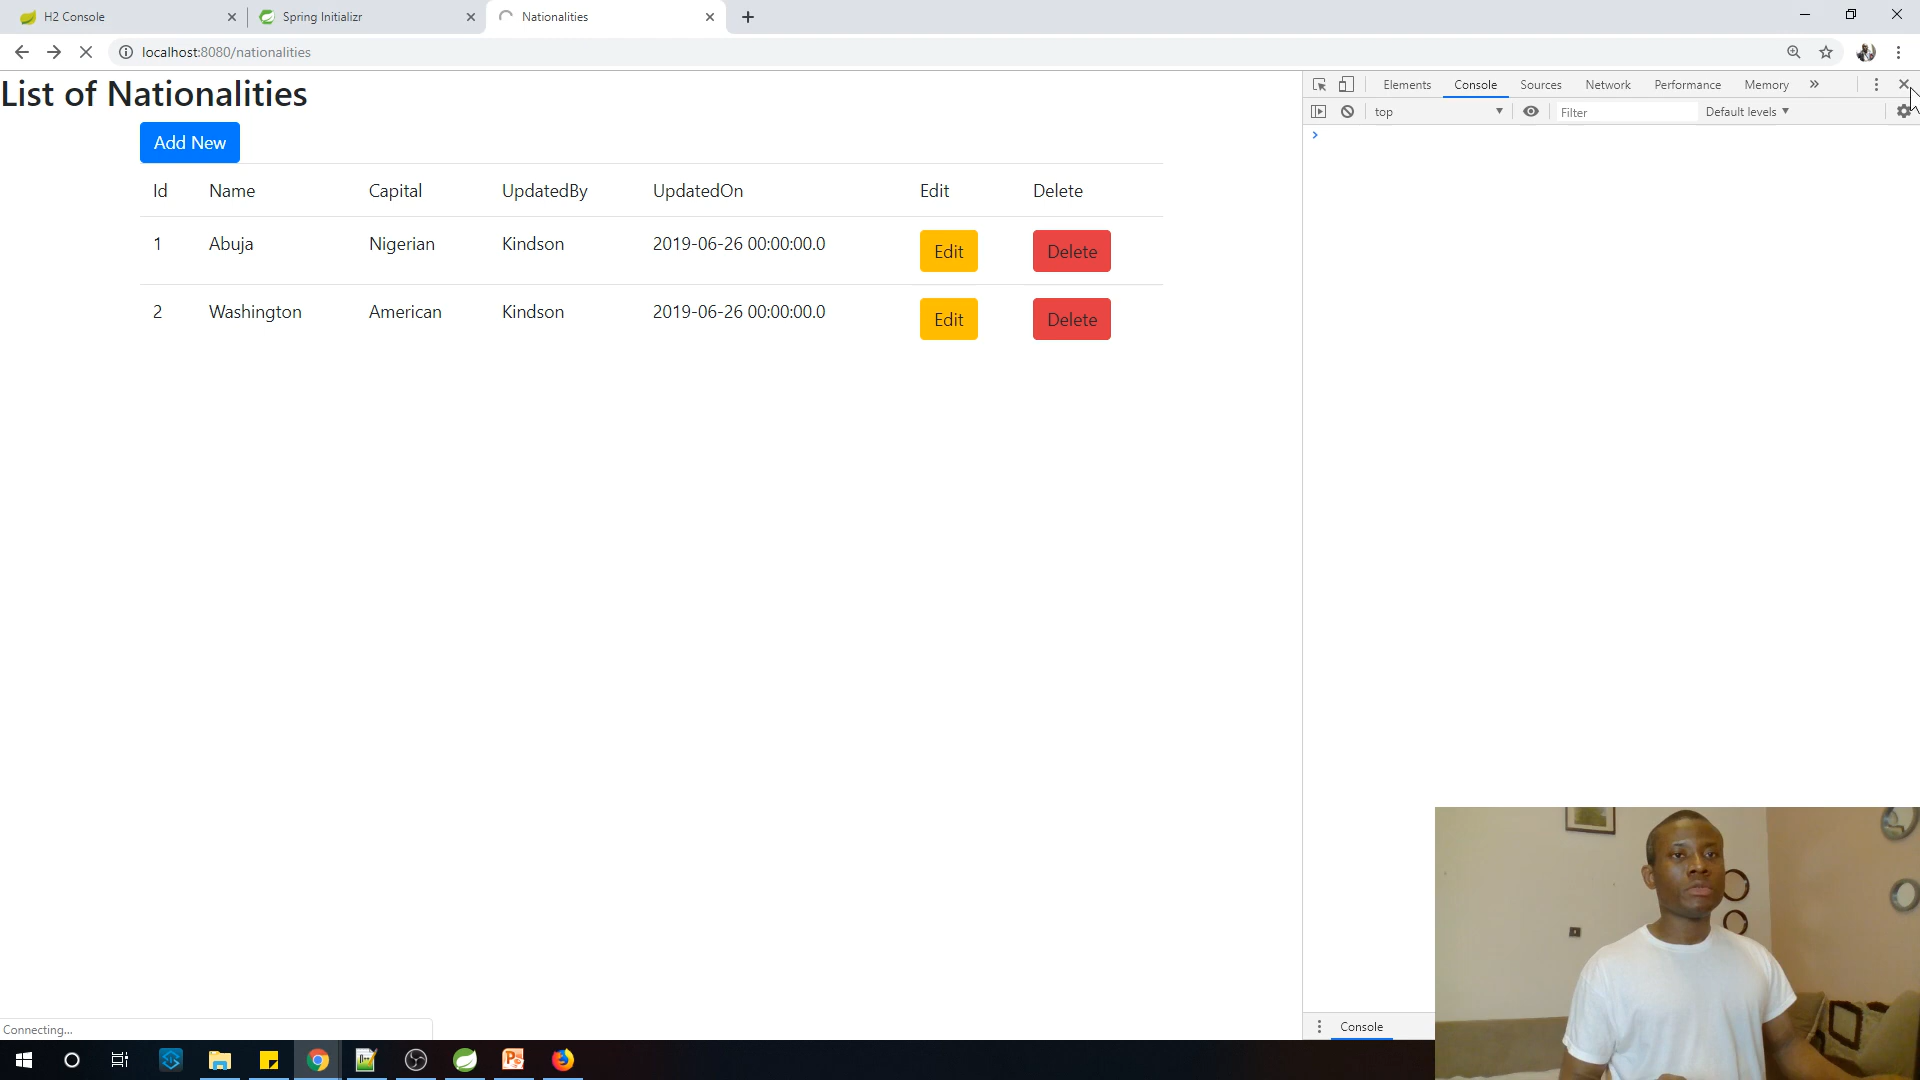 H2 Console
Spring Initializr
Nationalities
localhost:8080/nationalities
List of Nationalities
Add New
Id Name Capital UpdatedBy UpdatedOn Edit Delete
1 Abuja Nigerian Kindson 2019-06-26 00:00:00.0 Edit Delete
2 Washington American Kindson 2019-06-26 00:00:00.0 Edit Delete
Elements Console Sources Network Performance Memory »
top Filter Default levels
Console
Connecting...